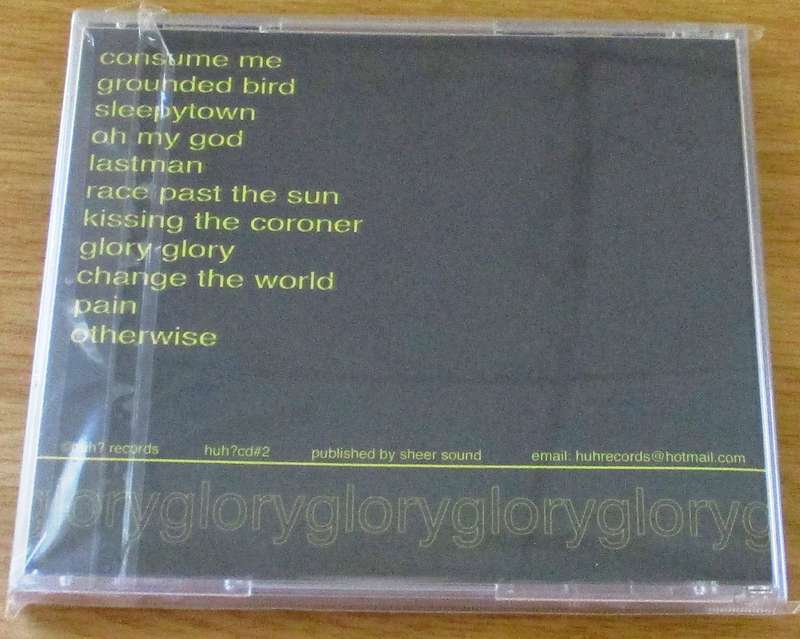 consume me
grounded bird
sleepytown
oh my god
lastman
race past the sun
kissing the coroner
glory glory
change the world
pain
otherwise
©huh? records huh?cd#2 published by sheer sound email: huhrecords@hotmail.com
gloryglorygloryglorygloryg